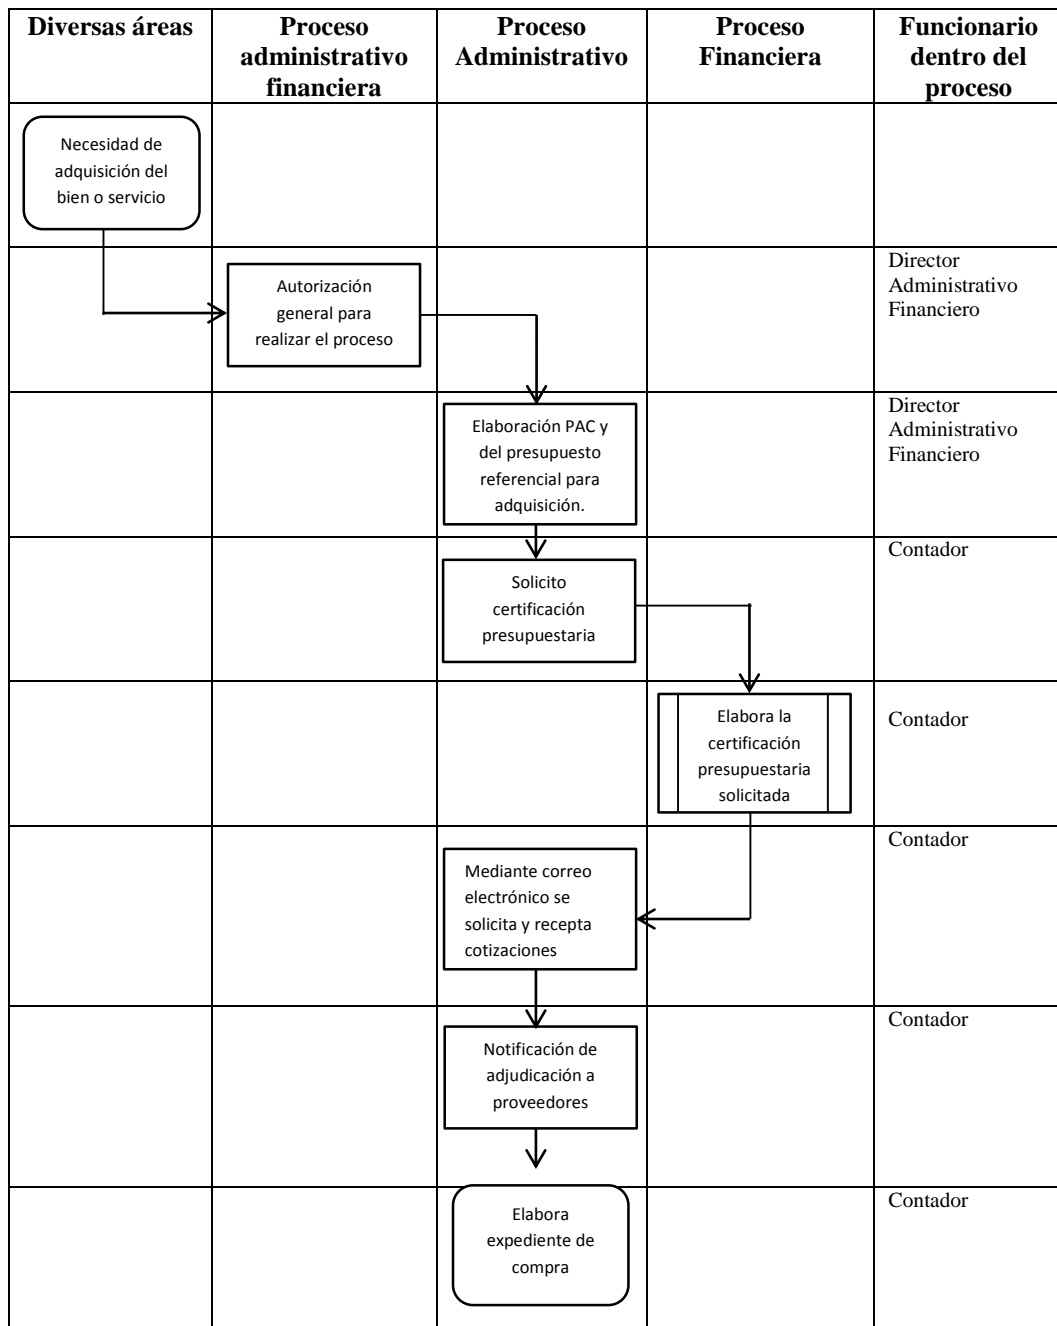 Diversas áreas
Proceso
administrativo
financiera
Proceso
Administrativo
Proceso
Financiera
Funcionario
dentro del
proceso
Necesidad de
adquisición del
bien o servicio
Autorización
general para
realizar el proceso
Director
Administrativo
Financiero
Elaboración PAC y
del presupuesto
referencial para
adquisición.
Director
Administrativo
Financiero
Solicito
certificación
presupuestaria
Contador
Elabora la
certificación
presupuestaria
solicitada
Contador
Mediante correo
electrónico se
solicita y recepta
cotizaciones
Contador
Notificación de
adjudicación a
proveedores
Contador
Elabora
expediente de
compra
Contador